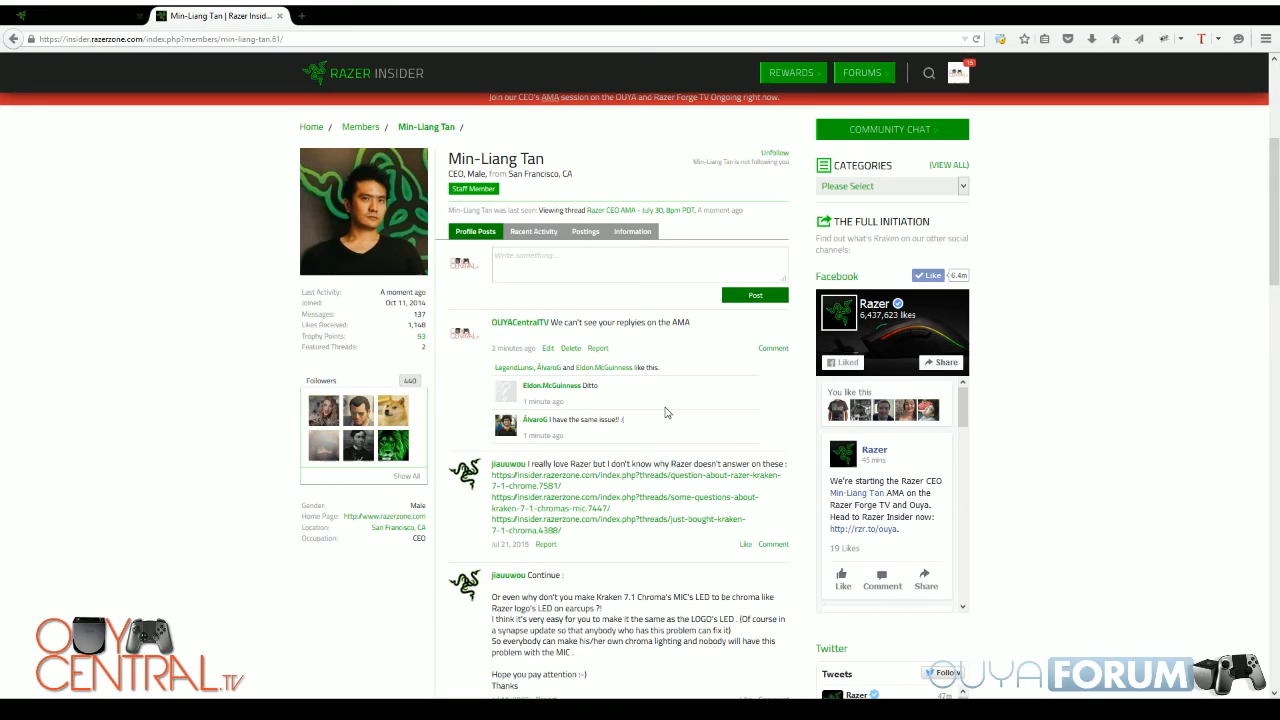 Min-Liang Tan | Razer Insid...
https://insider.razerzone.com/index.php?members/min-liang-tan.61/
RAZER INSIDER
REWARDS >
FORUMS >
15
Join our CEO's AMA session on the OUYA and Razer Forge TV Ongoing right now.
Home / Members / Min-Liang Tan /
Min-Liang Tan
Unfollow
Min-Liang Tan is not following you
CEO, Male, from San Francisco, CA
Staff Member
Min-Liang Tan was last seen: Viewing thread Razer CEO AMA - July 30, 8pm PDT, A moment ago
Profile Posts Recent Activity Postings Information
Write something...
Post
Last Activity: A moment ago
Joined: Oct 11, 2014
Messages: 137
Likes Received: 1,148
Trophy Points: 93
Featured Threads: 2
Followers 440
Show All
Gender: Male
Home Page: http://www.razerzone.com
Location: San Francisco, CA
Occupation: CEO
OUYACentralTV We can't see your replyies on the AMA
2 minutes ago Edit Delete Report Comment
LegendLunsi, ÃlvaroG and Eldon.McGuinness like this.
Eldon.McGuinness Ditto
1 minute ago
ÃlvaroG I have the same issue!! :(
1 minute ago
jiauuwou I really love Razer but I don't know why Razer doesn't answer on these :
https://insider.razerzone.com/index.php?threads/question-about-razer-kraken-
7-1-chrome.7581/
https://insider.razerzone.com/index.php?threads/some-questions-about-
kraken-7-1-chromas-mic.7447/
https://insider.razerzone.com/index.php?threads/just-bought-kraken-
7-1-chroma.4388/
Jul 21, 2015 Report Like Comment
jiauuwou Continue :
Or even why don't you make Kraken 7.1 Chroma's MIC's LED to be chroma like
Razer logo's LED on earcups ?!
I think it's very easy for you to make it the same as the LOGO's LED . (Of course in
a synapse update so that anybody who has this problem can fix it)
So everybody can make his/her own chroma lighting and nobody will have this
problem with the MIC .
Hope you pay attention :-)
Thanks
COMMUNITY CHAT >
CATEGORIES (VIEW ALL)
Please Select
THE FULL INITIATION
Find out what's Kraken on our other social
channels:
Facebook
Like 6.4m
Razer
6,437,623 likes
Liked
Share
You like this
Razer
45 mins
We're starting the Razer CEO
Min-Liang Tan AMA on the
Razer Forge TV and Ouya.
Head to Razer Insider now:
http://rzr.to/ouya.
19 Likes
Like Comment Share
Twitter
Tweets
Follow
Razer
47m
OUYA
CENTRAL.TV
OUYAFORUM